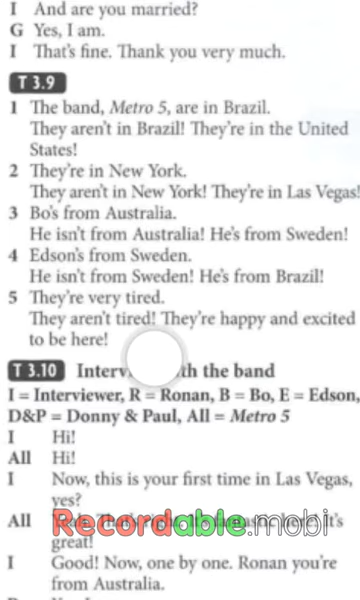 I And are you married?
G Yes, I am.
I That's fine. Thank you very much.
T 3.9
1 The band, Metro 5, are in Brazil.
They aren't in Brazil! They're in the United
States!
2 They're in New York.
They aren't in New York! They're in Las Vegas!
3 Bo's from Australia.
He isn't from Australia! He's from Sweden!
4 Edson's from Sweden.
He isn't from Sweden! He's from Brazil!
5 They're very tired.
They aren't tired! They're happy and excited
to be here!
T 3.10 the band
I = Interviewer, R = Ronan, B = Bo, E = Edson,
D&P = Donny & Paul, All = Metro 5
I Hi!
All Hi!
I Now, this is your first time in Las Vegas,
yes?
All It's
Recordable.mobi
great!
I Good! Now, one by one. Ronan you're
from Australia.